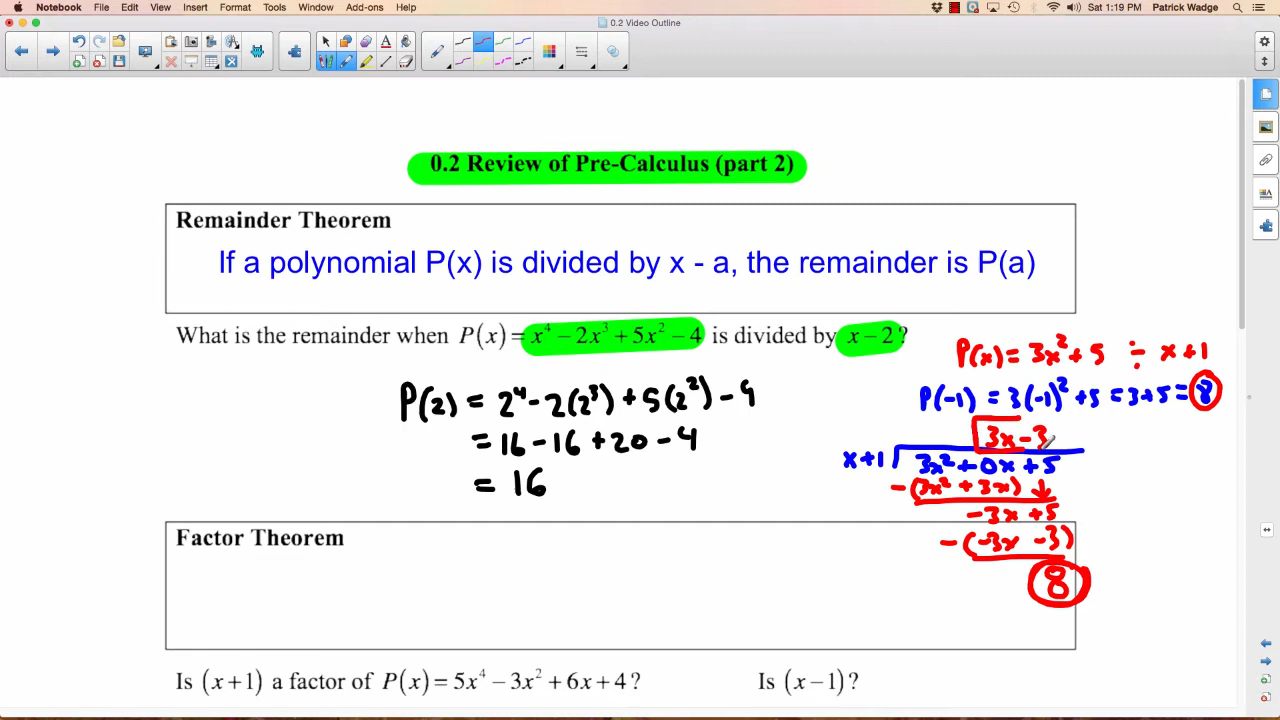 Notebook File Edit View Insert Format Tools Window Add-ons Help Sat 1:19 PM Patrick Wadge
0.2 Video Outline
0.2 Review of Pre-Calculus (part 2)
Remainder Theorem
If a polynomial P(x) is divided by x - a, the remainder is P(a)
What is the remainder when P(x) = x⁴ − 2x³ + 5x² − 4 is divided by x − 2 ?
P(x) = 3x² + 5 ÷ x + 1
P(-1) = 3(-1)² + 5 = 3 + 5 = 8
P(2) = 2⁴ - 2(2³) + 5(2²) - 4
= 16 - 16 + 20 - 4
= 16
3x - 3
x + 1 3x² + 0x + 5
- (3x² + 3x) ↓
- 3x + 5
- (-3x - 3)
8
Factor Theorem
Is (x + 1) a factor of P(x) = 5x⁴ − 3x² + 6x + 4 ? Is (x − 1) ?